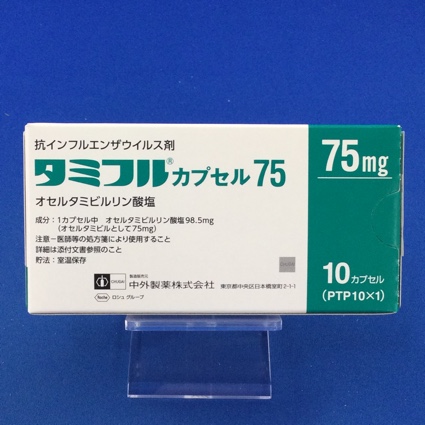 抗インフルエンザウイルス剤
タミフル®カプセル75
75mg
オセルタミビルリン酸塩
成分：1カプセル中 オセルタミビルリン酸塩98.5mg
（オセルタミビルとして75mg）
注意－医師等の処方箋により使用すること
詳細は添付文書参照のこと
貯法：室温保存
製造販売元
中外製薬株式会社
東京都中央区日本橋室町2-1-1
Roche ロシュ グループ
10カプセル
（PTP10×1）